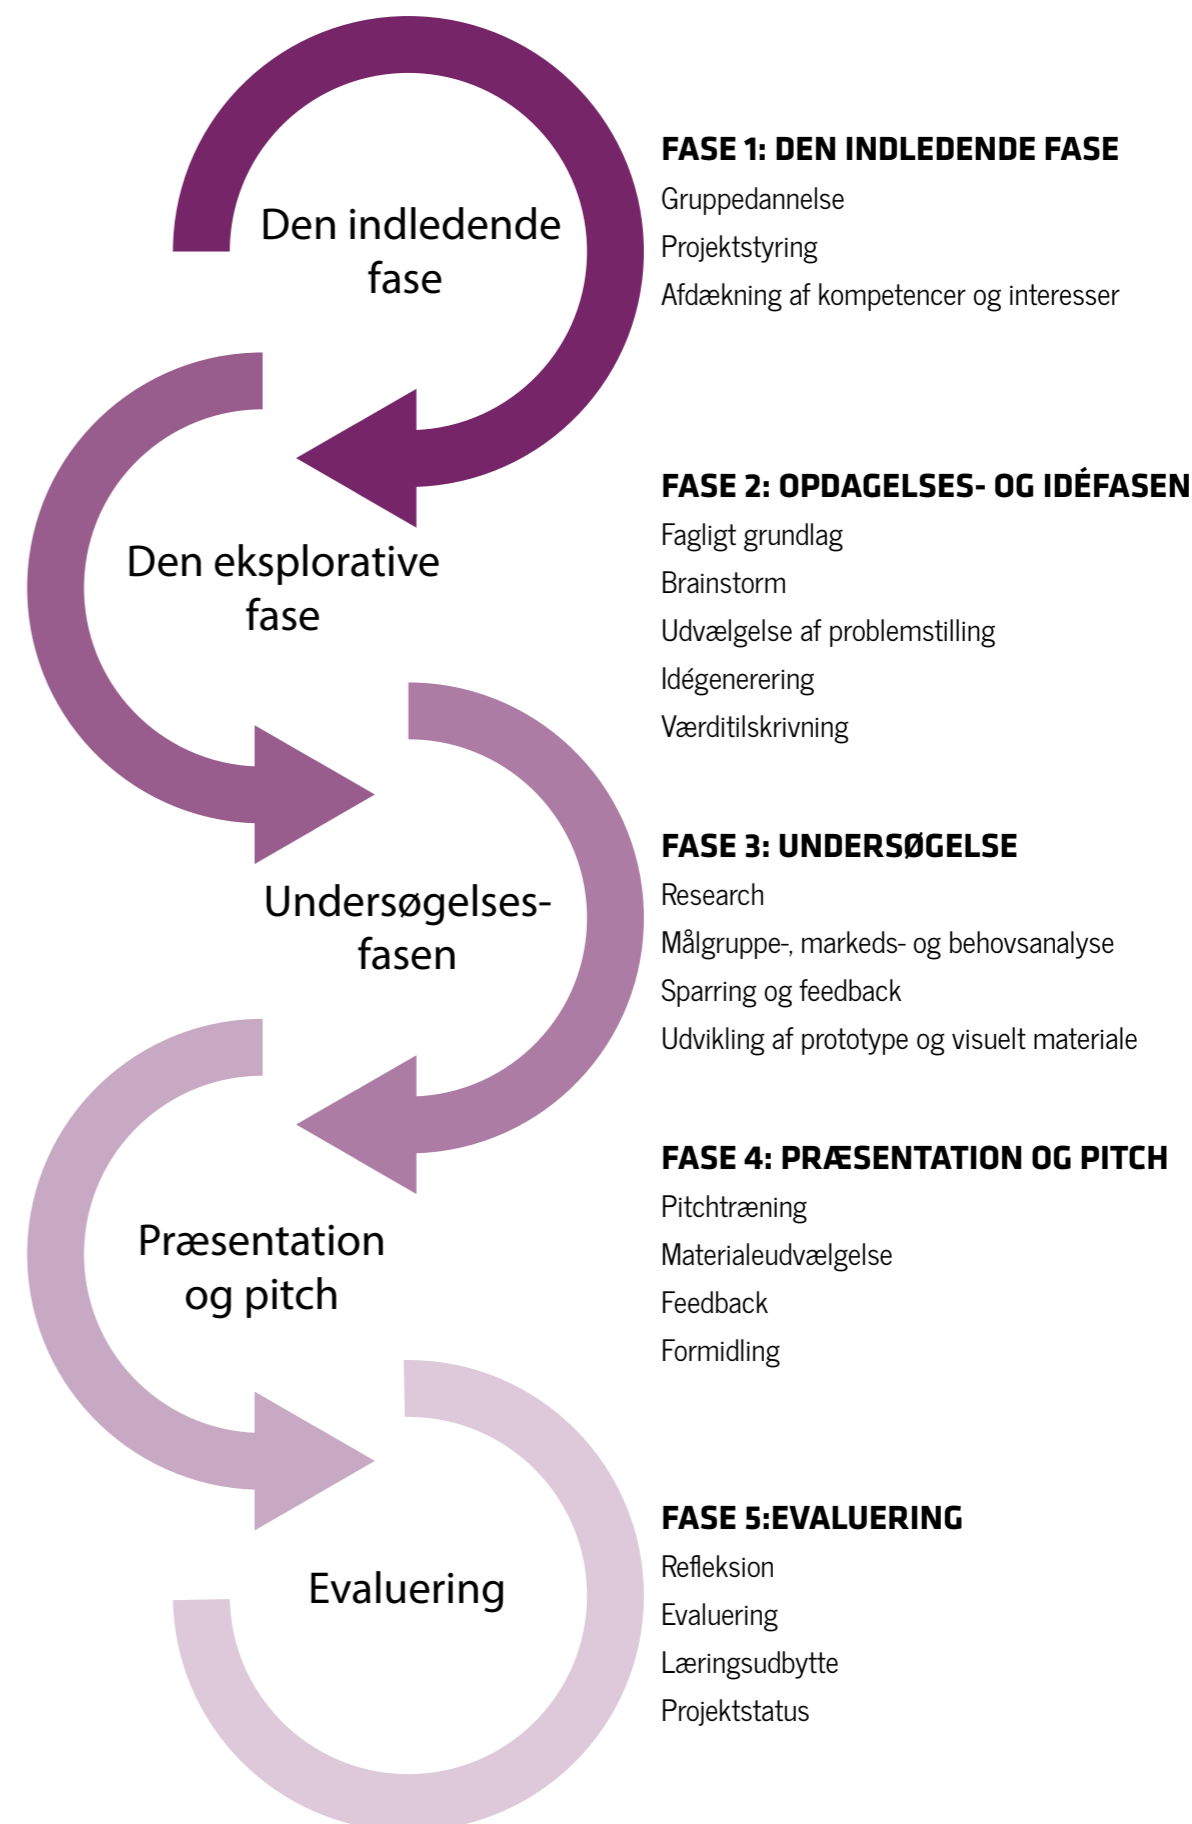 Den indledende
fase
FASE 1: DEN INDLEDENDE FASE
Gruppedannelse
Projektstyring
Afdækning af kompetencer og interesser
Den eksplorative
fase
FASE 2: OPDAGELSES- OG IDÉFASEN
Fagligt grundlag
Brainstorm
Udvælgelse af problemstilling
Idégenerering
Værditilskrivning
Undersøgelses-
fasen
FASE 3: UNDERSØGELSE
Research
Målgruppe-, markeds- og behovsanalyse
Sparring og feedback
Udvikling af prototype og visuelt materiale
Præsentation
og pitch
FASE 4: PRÆSENTATION OG PITCH
Pitchtræning
Materialeudvælgelse
Feedback
Formidling
Evaluering
FASE 5:EVALUERING
Refleksion
Evaluering
Læringsudbytte
Projektstatus